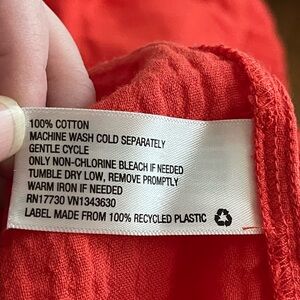 100% COTTON
MACHINE WASH COLD SEPARATELY
GENTLE CYCLE
ONLY NON-CHLORINE BLEACH IF NEEDED
TUMBLE DRY LOW, REMOVE PROMPTLY
WARM IRON IF NEEDED
RN17730 VN1343630
LABEL MADE FROM 100% RECYCLED PLASTIC